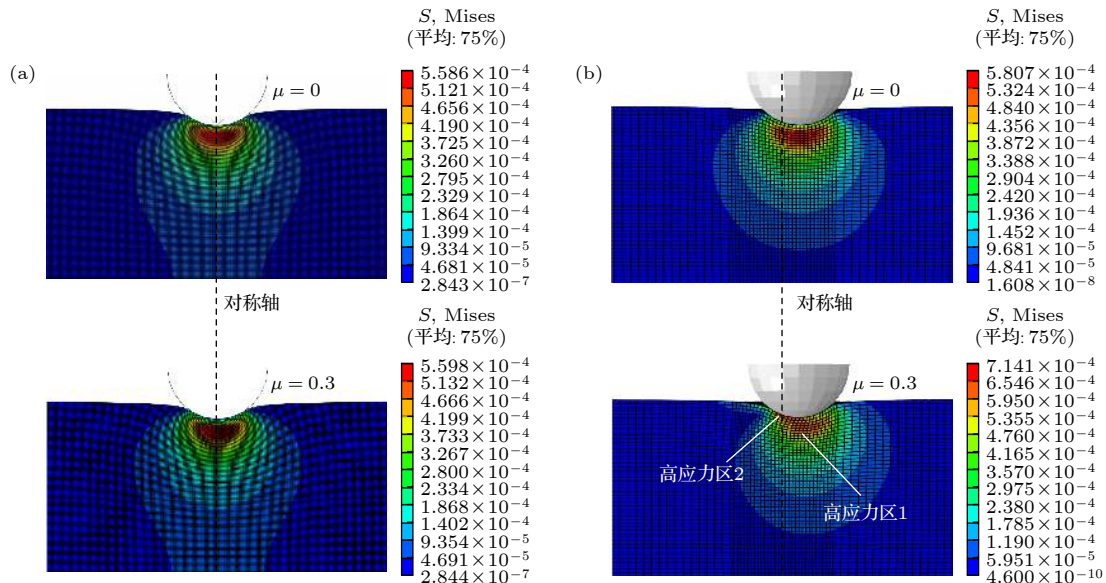 (a)
μ = 0
S, Mises
(平均: 75%)
5.586×10⁻⁴
5.121×10⁻⁴
4.656×10⁻⁴
4.190×10⁻⁴
3.725×10⁻⁴
3.260×10⁻⁴
2.795×10⁻⁴
2.329×10⁻⁴
1.864×10⁻⁴
1.399×10⁻⁴
9.334×10⁻⁵
4.681×10⁻⁵
2.843×10⁻⁷
对称轴
μ = 0.3
S, Mises
(平均: 75%)
5.598×10⁻⁴
5.132×10⁻⁴
4.666×10⁻⁴
4.199×10⁻⁴
3.733×10⁻⁴
3.267×10⁻⁴
2.800×10⁻⁴
2.334×10⁻⁴
1.868×10⁻⁴
1.402×10⁻⁴
9.354×10⁻⁵
4.691×10⁻⁵
2.844×10⁻⁷
(b)
μ = 0
S, Mises
(平均: 75%)
5.807×10⁻⁴
5.324×10⁻⁴
4.840×10⁻⁴
4.356×10⁻⁴
3.872×10⁻⁴
3.388×10⁻⁴
2.904×10⁻⁴
2.420×10⁻⁴
1.936×10⁻⁴
1.452×10⁻⁴
9.681×10⁻⁵
4.841×10⁻⁵
1.608×10⁻⁸
对称轴
μ = 0.3
高应力区2
高应力区1
S, Mises
(平均: 75%)
7.141×10⁻⁴
5.950×10⁻⁴
5.355×10⁻⁴
4.760×10⁻⁴
4.165×10⁻⁴
3.570×10⁻⁴
2.975×10⁻⁴
2.380×10⁻⁴
1.785×10⁻⁴
1.190×10⁻⁴
5.951×10⁻⁵
4.600×10⁻¹⁰